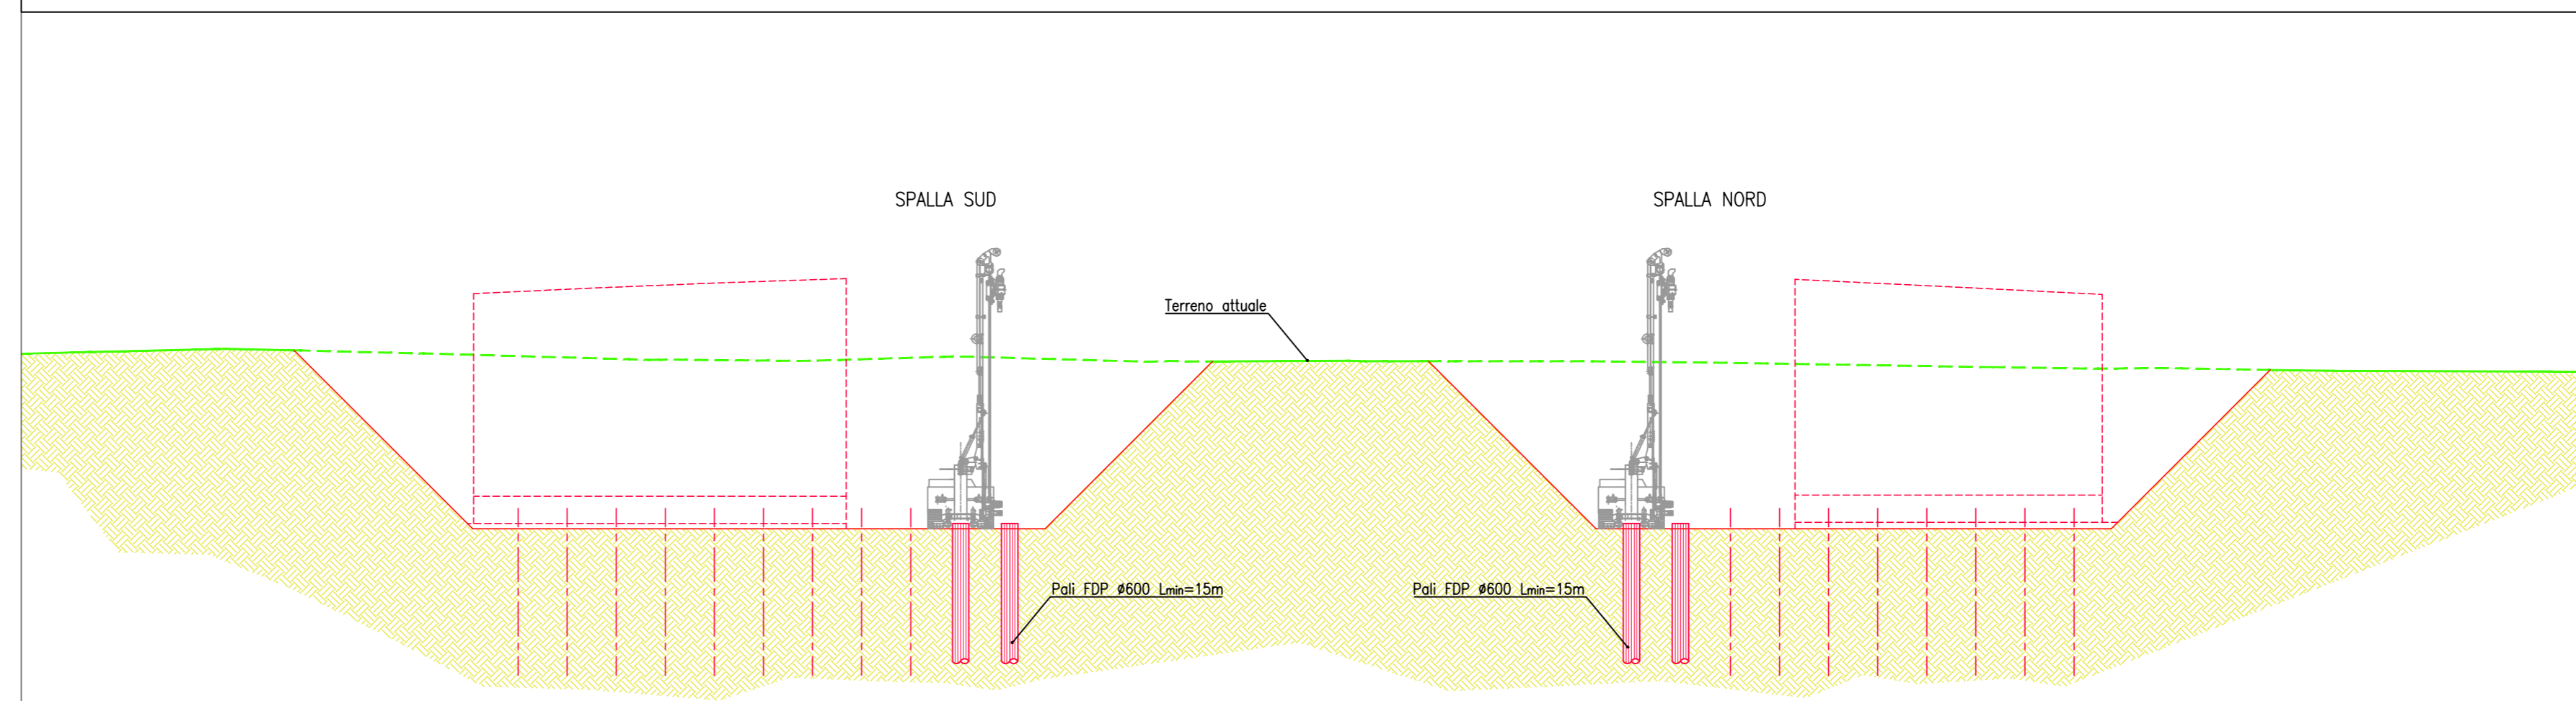 SPALLA SUD
SPALLA NORD
Terreno attuale
Pali FDP Ø600 Lmin=15m
Pali FDP Ø600 Lmin=15m